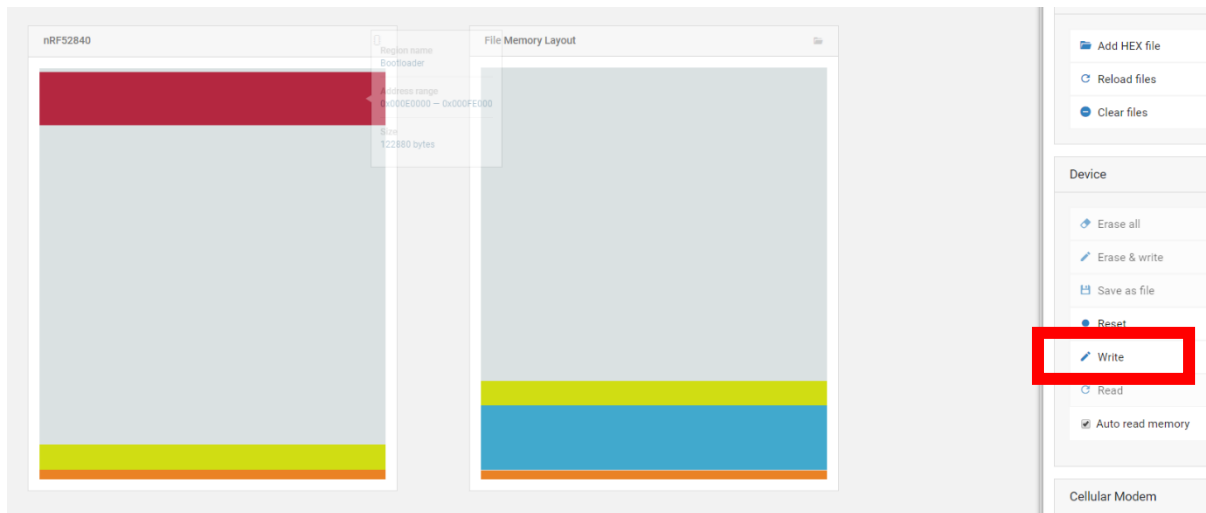 nRF52840
Region name
Bootloader
Address range
0x000E0000 — 0x000FE000
Size
122880 bytes
File Memory Layout
Add HEX file
Reload files
Clear files
Device
Erase all
Erase & write
Save as file
Reset
Write
Read
Auto read memory
Cellular Modem